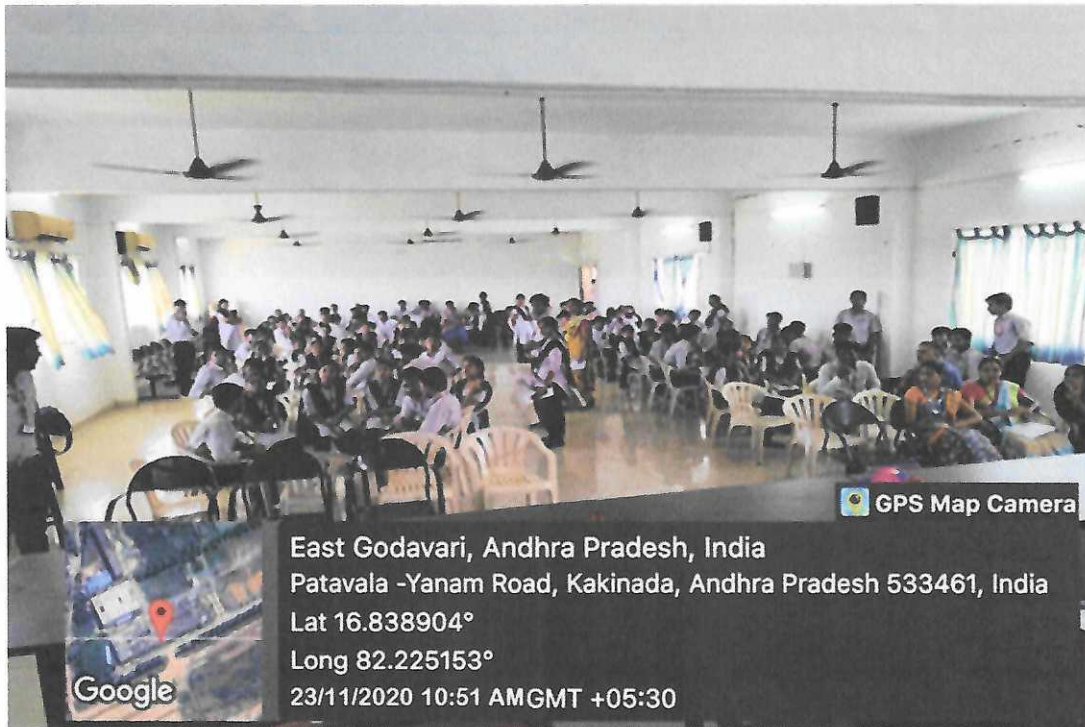 GPS Map Camera
East Godavari, Andhra Pradesh, India
Patavala -Yanam Road, Kakinada, Andhra Pradesh 533461, India
Lat 16.838904°
Long 82.225153°
23/11/2020 10:51 AMGMT +05:30
Google